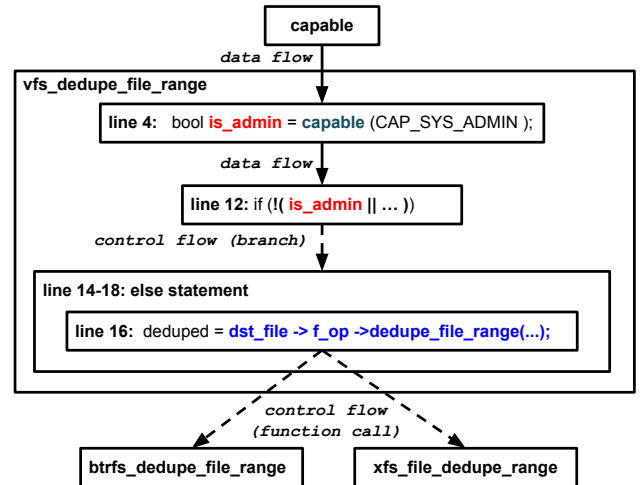 capable
data flow
vfs_dedupe_file_range
line 4: bool is_admin = capable (CAP_SYS_ADMIN );
data flow
line 12: if (!( is_admin || … ))
control flow (branch)
line 14-18: else statement
line 16: deduped = dst_file -> f_op ->dedupe_file_range(...);
control flow
(function call)
btrfs_dedupe_file_range
xfs_file_dedupe_range